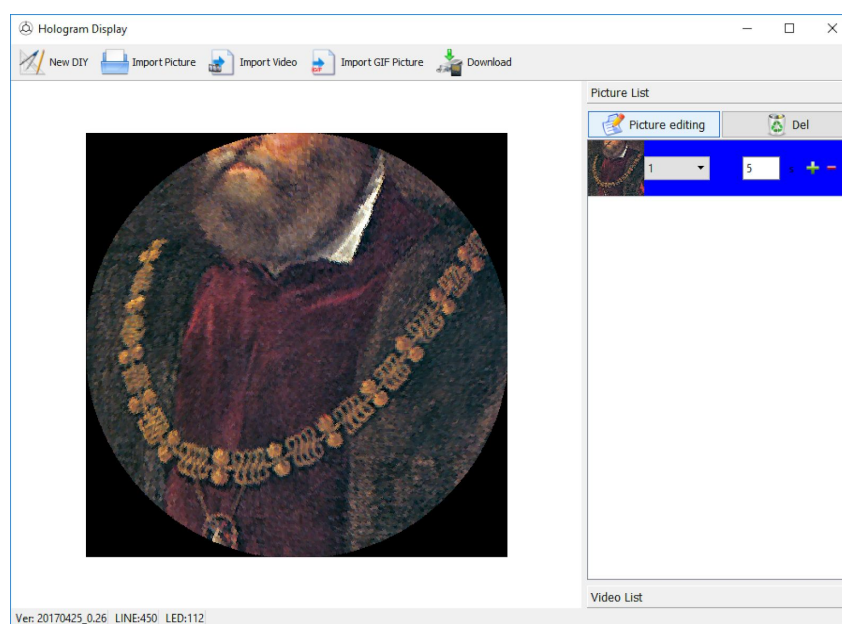 Hologram Display
New DIY Import Picture Import Video Import GIF Picture Download
Picture List
Picture editing Del
1 5 s
Video List
Ver: 20170425_0.26 LINE:450 LED:112